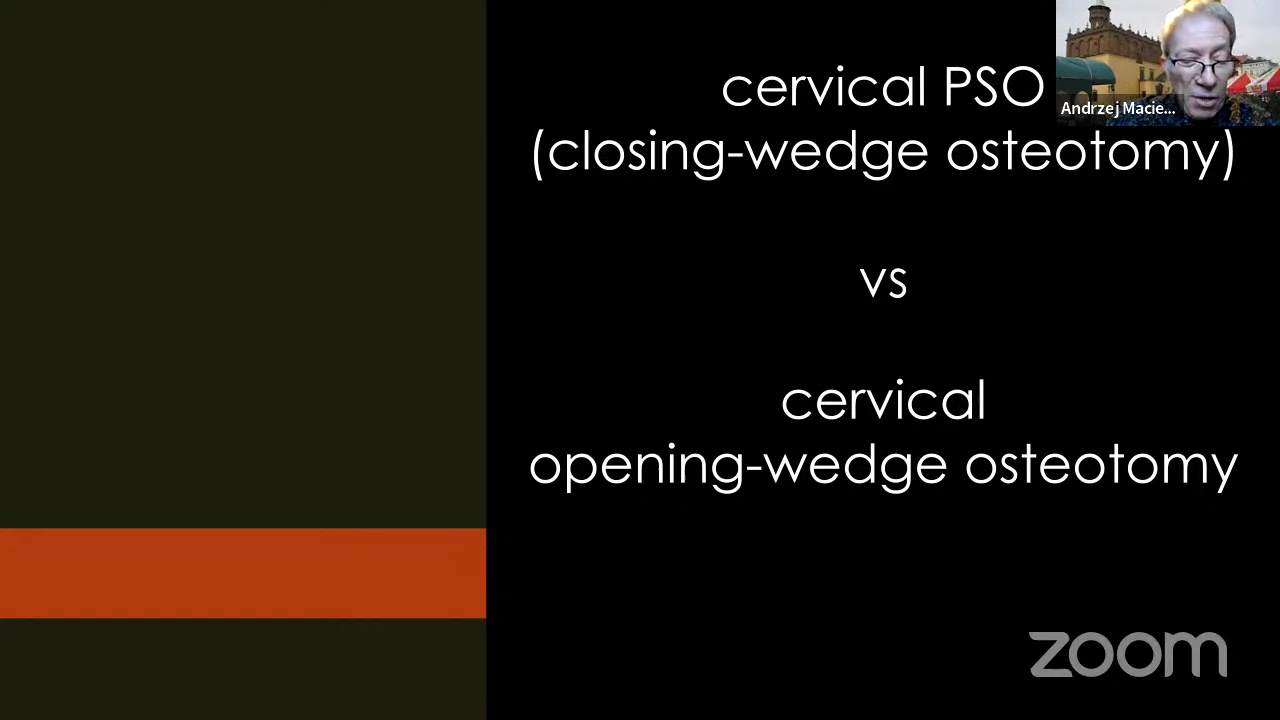 cervical PSO
(closing-wedge osteotomy)
vs
cervical
opening-wedge osteotomy
Andrzej Macie...
zoom